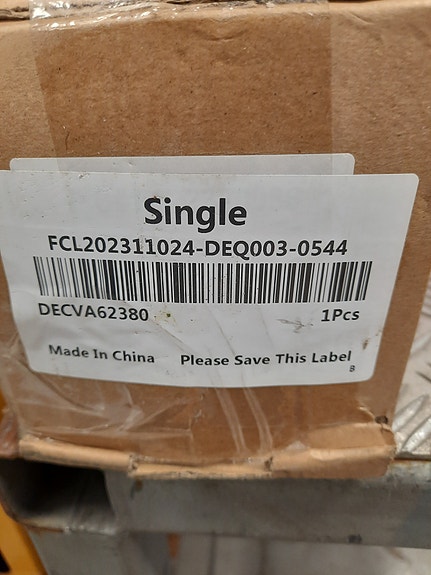 Single
FCL202311024-DEQ003-0544
DECVA62380 1Pcs
Made In China Please Save This Label
B